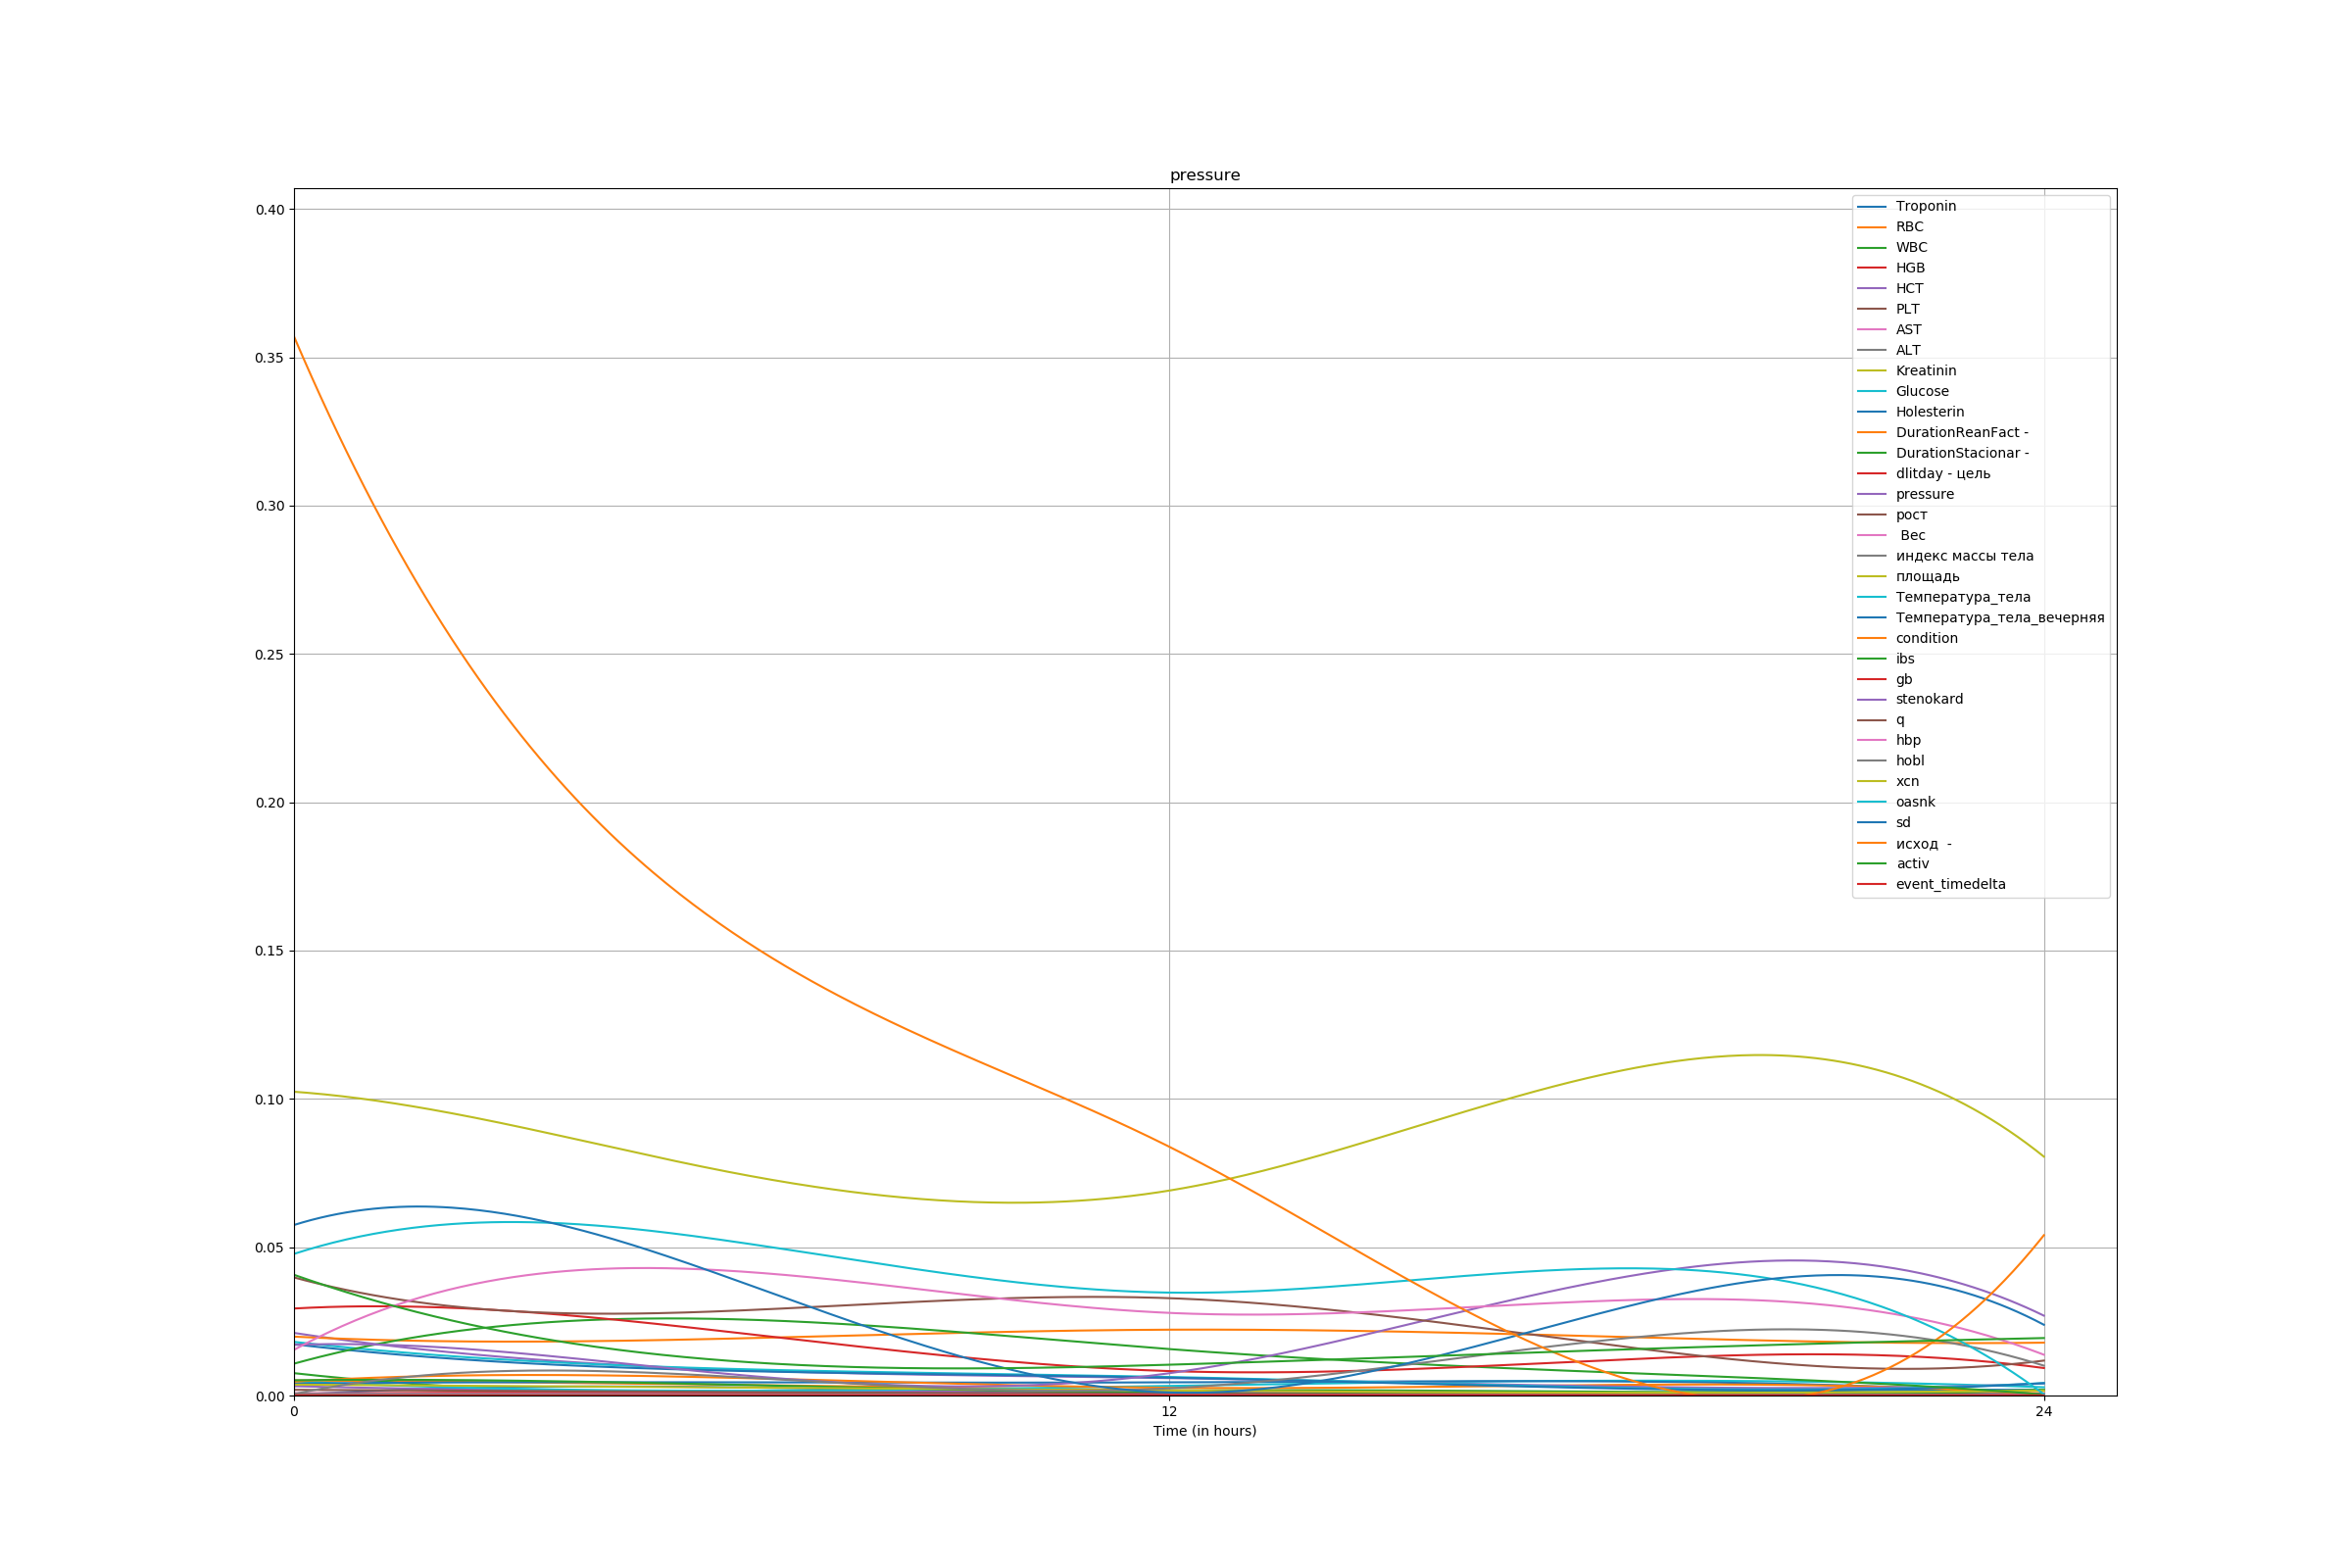 pressure
0.40
0.35
0.30
0.25
0.20
0.15
0.10
0.05
0.00
0
12
24
Time (in hours)
Troponin
RBC
WBC
HGB
HCT
PLT
AST
ALT
Kreatinin
Glucose
Holesterin
DurationReanFact -
DurationStacionar -
dlitday - цель
pressure
рост
Вес
индекс массы тела
площадь
Температура_тела
Температура_тела_вечерняя
condition
ibs
gb
stenokard
q
hbp
hobl
xcn
oasnk
sd
исход  -
activ
event_timedelta